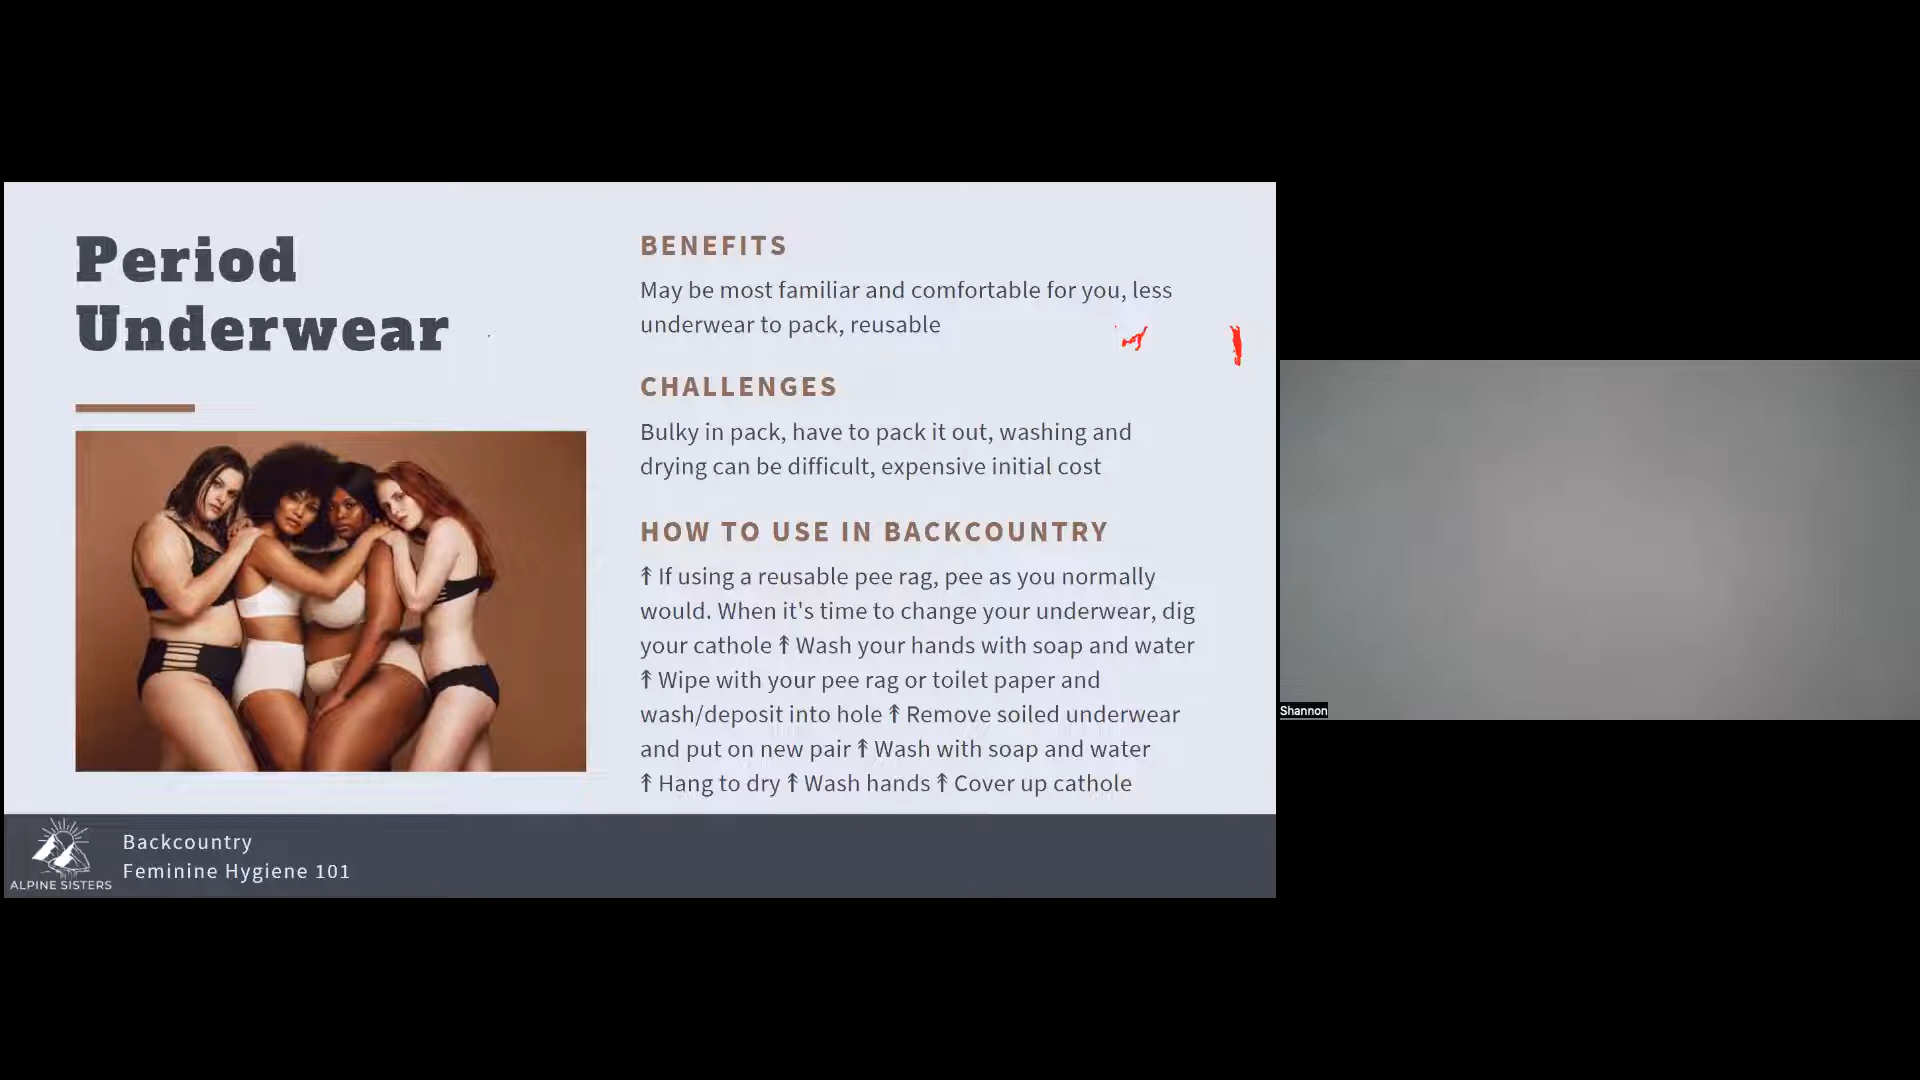 Period
Underwear
BENEFITS
May be most familiar and comfortable for you, less
underwear to pack, reusable
CHALLENGES
Bulky in pack, have to pack it out, washing and
drying can be difficult, expensive initial cost
HOW TO USE IN BACKCOUNTRY
↟ If using a reusable pee rag, pee as you normally
would. When it's time to change your underwear, dig
your cathole ↟ Wash your hands with soap and water
↟ Wipe with your pee rag or toilet paper and
wash/deposit into hole ↟ Remove soiled underwear
and put on new pair ↟ Wash with soap and water
↟ Hang to dry ↟ Wash hands ↟ Cover up cathole
ALPINE SISTERS
Backcountry
Feminine Hygiene 101
Shannon